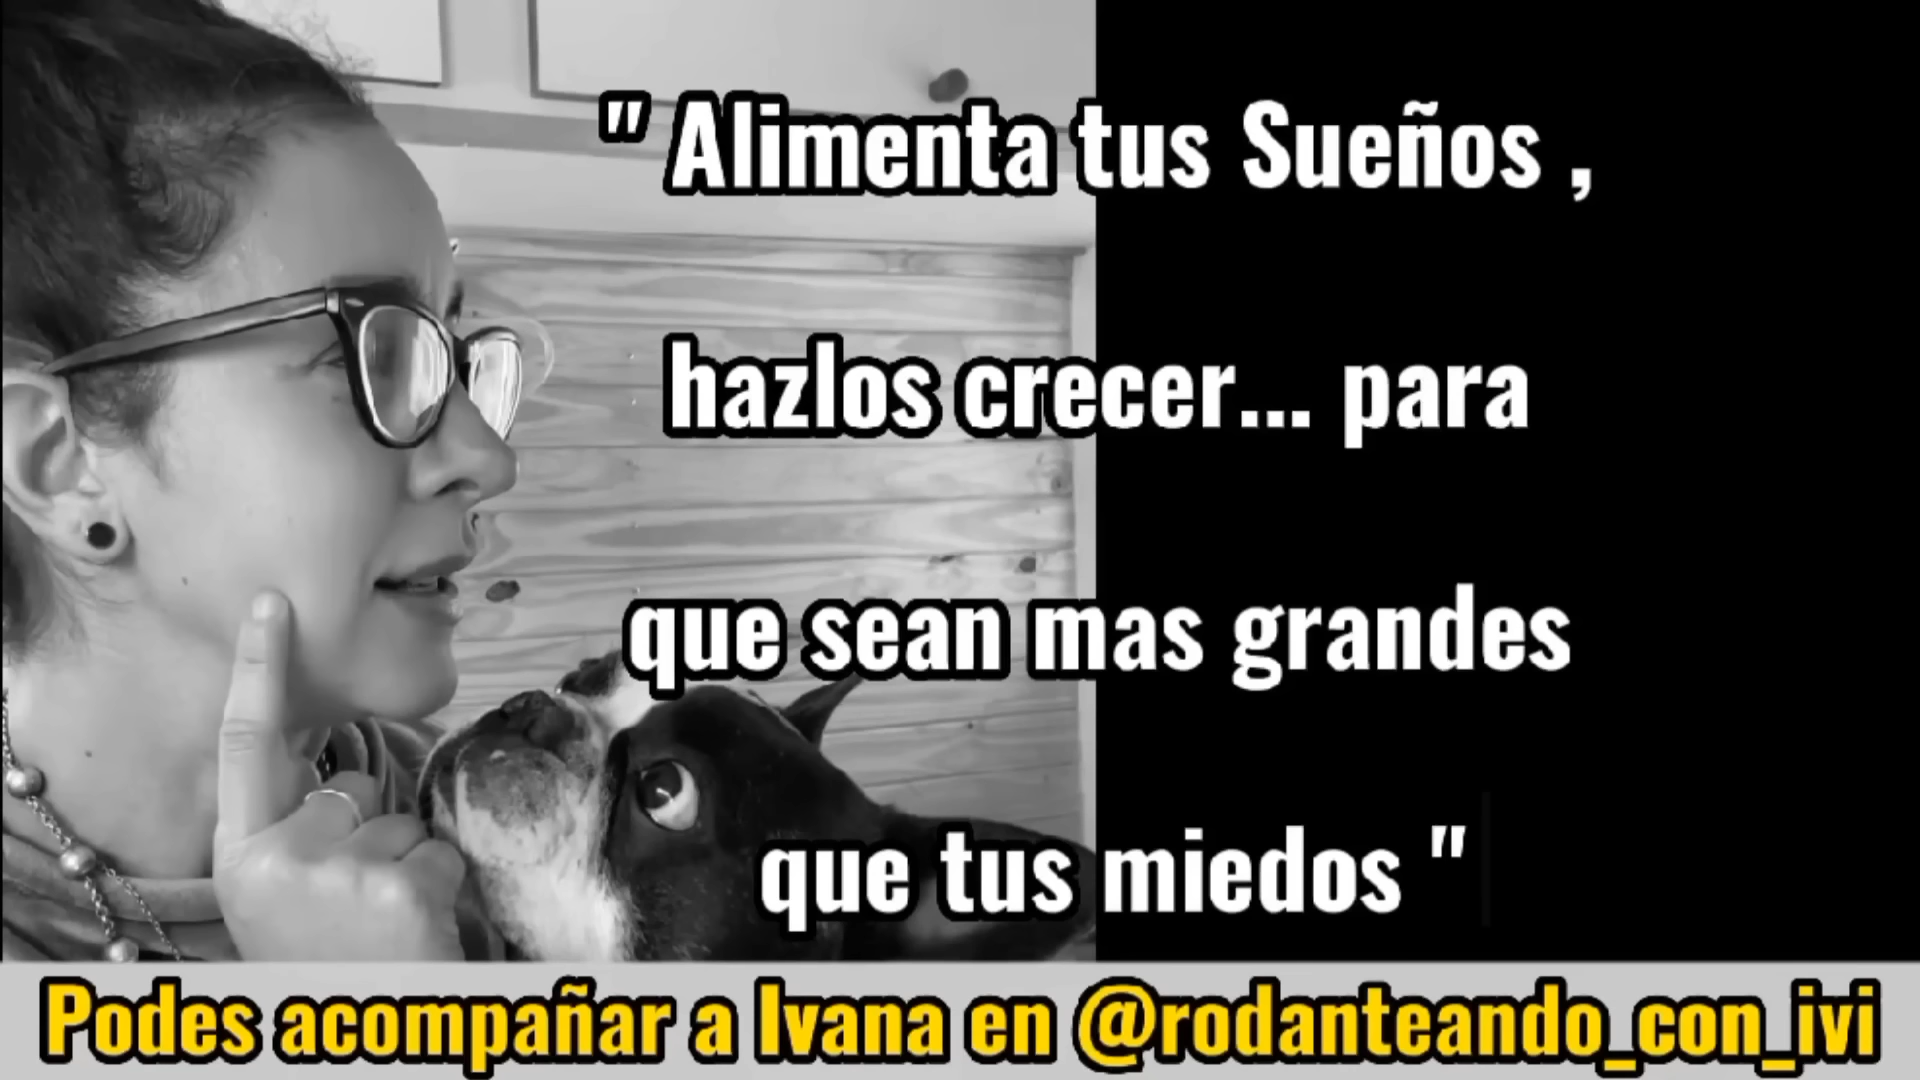 " Alimenta tus Sueños ,
hazlos crecer... para
que sean mas grandes
que tus miedos "
Podes acompañar a Ivana en @rodanteando_con_ivi